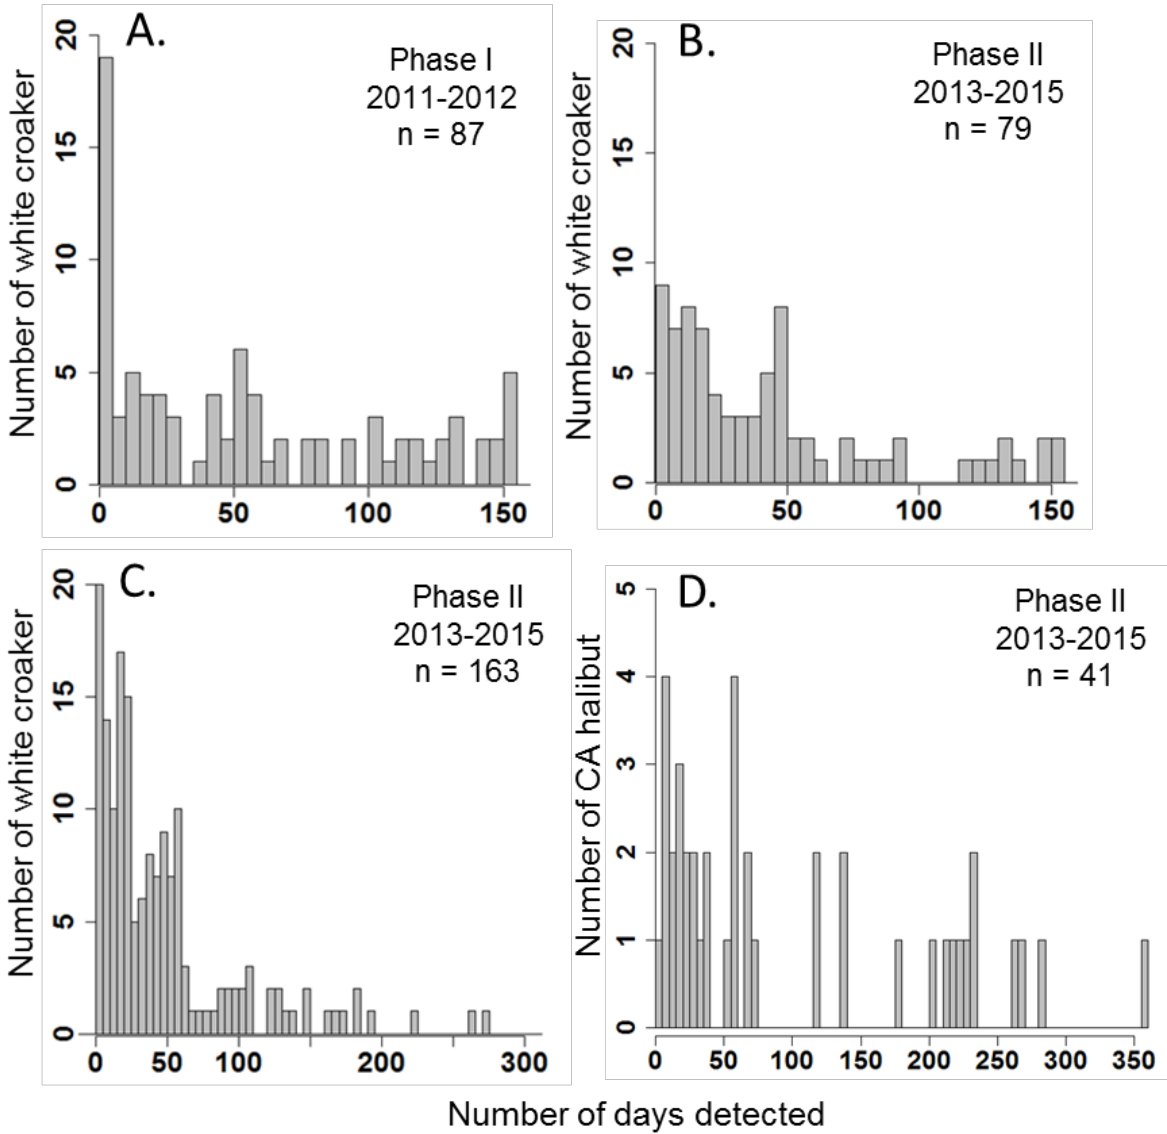 A.
Phase I
2011-2012
n = 87
Number of white croaker
0
5
10
15
20
0
50
100
150
B.
Phase II
2013-2015
n = 79
Number of white croaker
0
5
10
15
20
0
50
100
150
C.
Phase II
2013-2015
n = 163
Number of white croaker
0
5
10
15
20
0
50
100
200
300
D.
Phase II
2013-2015
n = 41
Number of CA halibut
0
1
2
3
4
5
0
50
100
150
200
250
300
350
Number of days detected